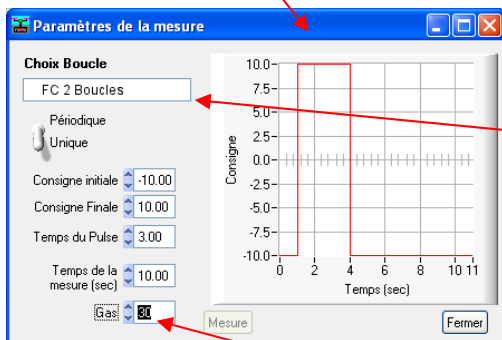 Paramètres de la mesure
Choix Boucle
FC 2 Boucles
Périodique
Unique
Consigne initiale -10.00
Consigne Finale 10.00
Temps du Pulse 3.00
Temps de la
mesure (sec) 10.00
Gas 30
Consigne
10.0
7.5
5.0
2.5
0.0
-2.5
-5.0
-7.5
-10.0
0 2 4 6 8 10 11
Temps (sec)
Mesure
Fermer